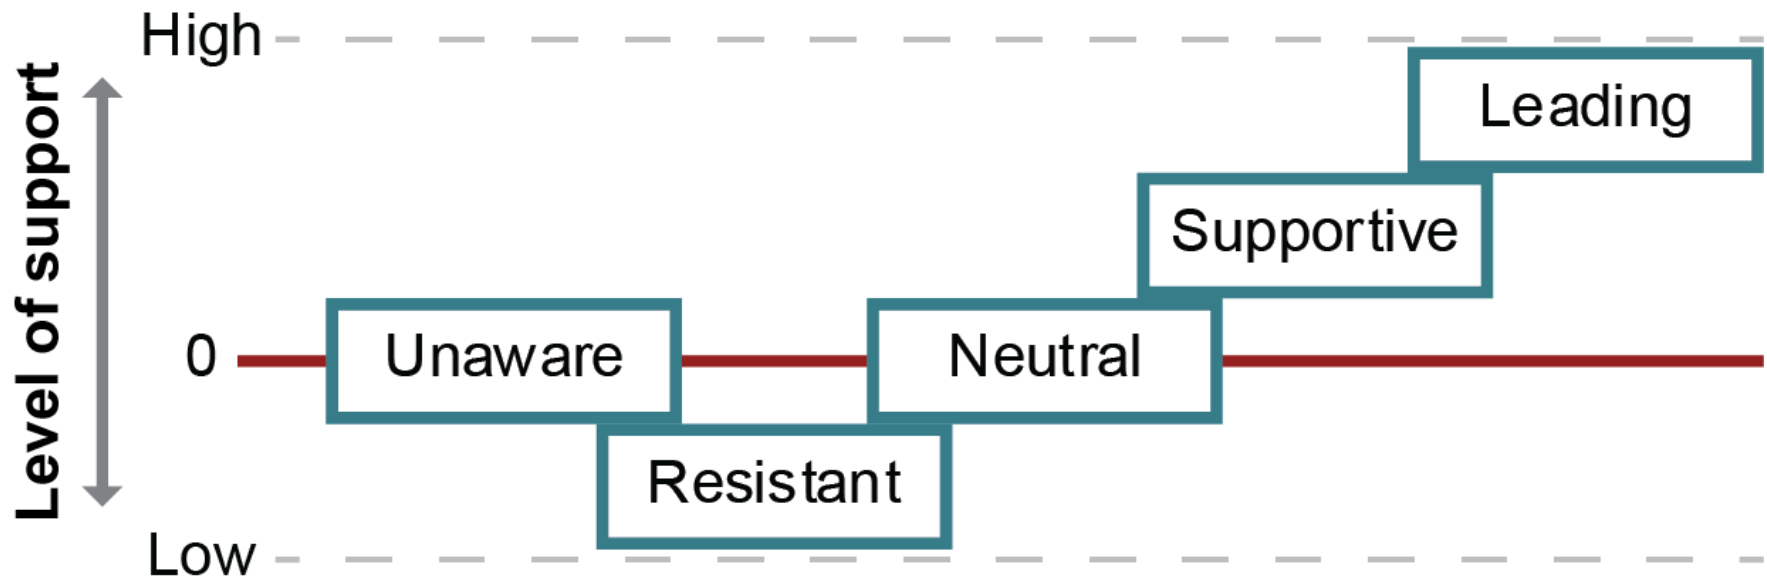 High
Level of support
Leading
Supportive
0
Unaware
Neutral
Resistant
Low